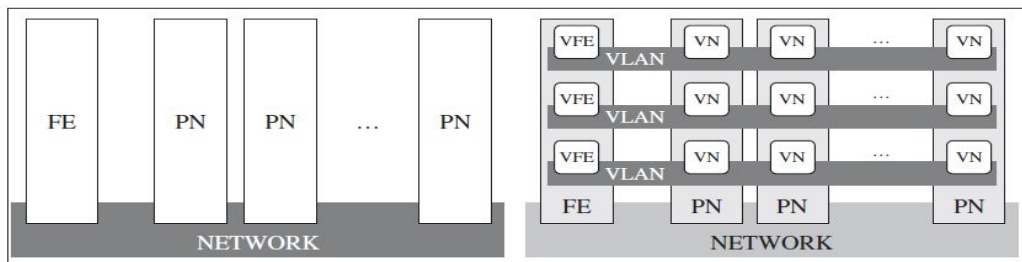 FE PN PN ... PN
NETWORK
VFE VN VN ... VN
VLAN
VFE VN VN ... VN
VLAN
VFE VN VN ... VN
VLAN
FE PN PN PN
NETWORK